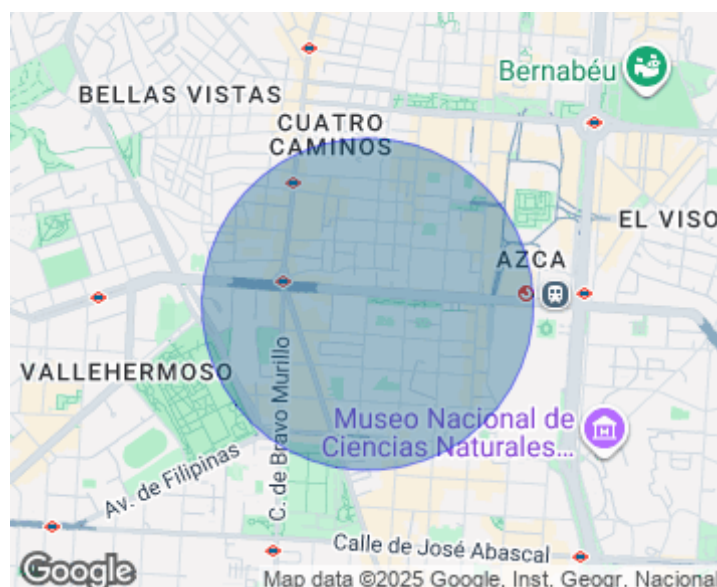 Bernabéu
BELLAS VISTAS
CUATRO
CAMINOS
EL VISO
AZCA
VALLEHERMOSO
C. de Bravo Murillo
Museo Nacional de
Ciencias Naturales...
Av. de Filipinas
Calle de José Abascal
Google
Map data ©2025 Google, Inst. Geogr. Nacional